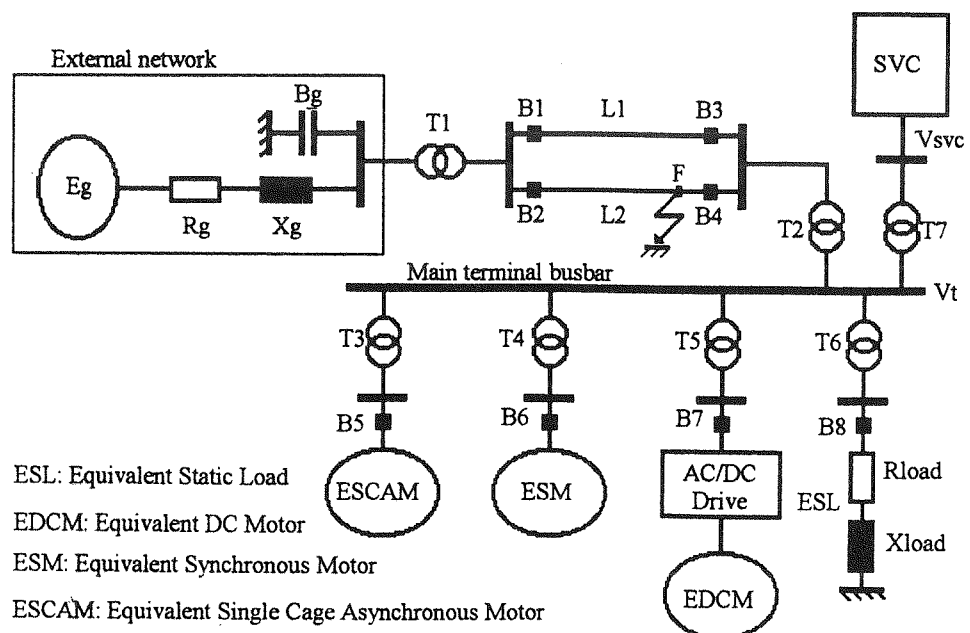 External network
SVC
Bg
T1
B1
L1
B3
Vsvc
Eg
F
Rg
Xg
B2
L2
B4
T2
T7
Main terminal busbar
Vt
T3
T4
T5
T6
B5
B6
B7
B8
ESL: Equivalent Static Load
ESCAM
ESM
AC/DC
Drive
ESL
Rload
EDCM: Equivalent DC Motor
Xload
ESM: Equivalent Synchronous Motor
EDCM
ESCAM: Equivalent Single Cage Asynchronous Motor